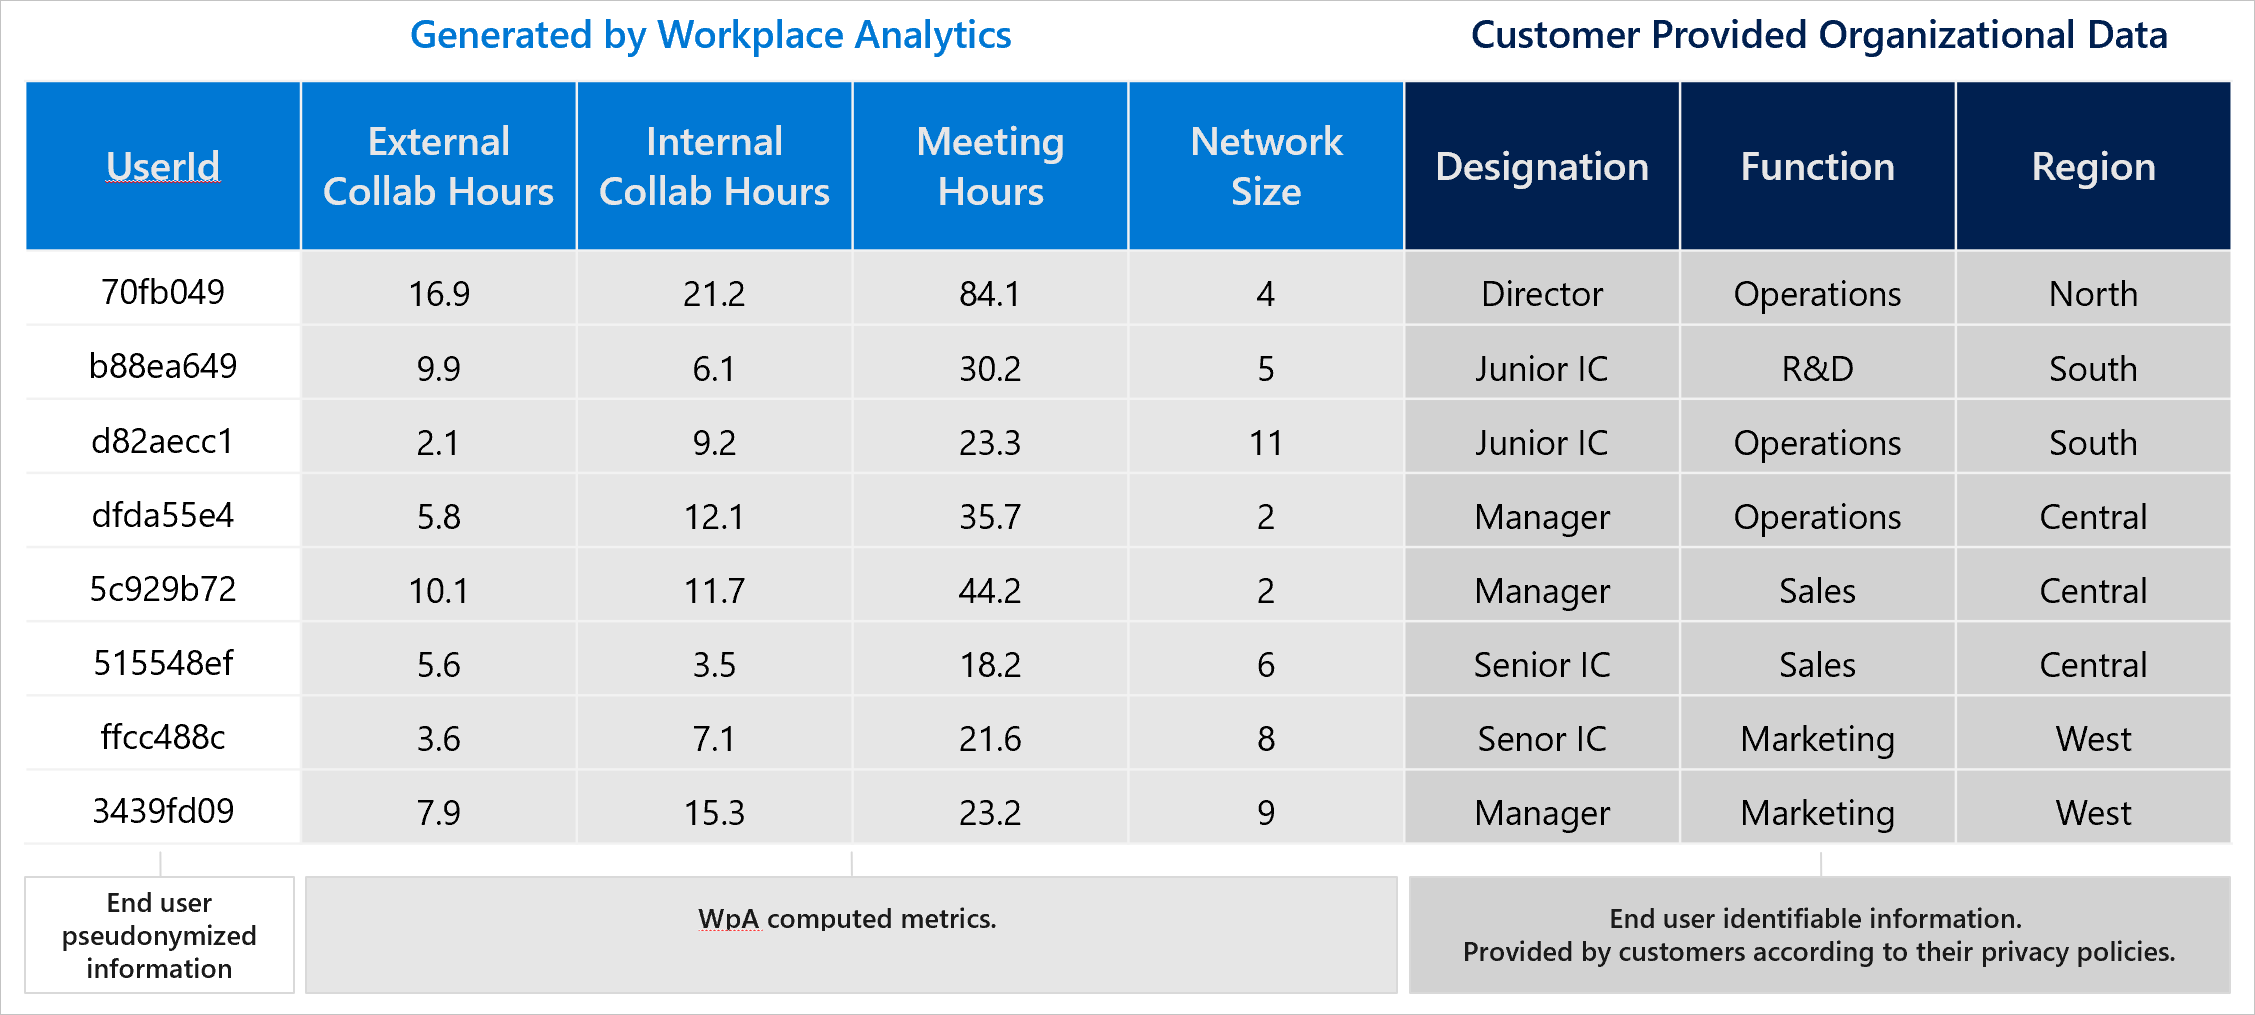 Generated by Workplace Analytics
Customer Provided Organizational Data
UserId
External
Collab Hours
Internal
Collab Hours
Meeting
Hours
Network
Size
Designation
Function
Region
70fb049 16.9 21.2 84.1 4 Director Operations North
b88ea649 9.9 6.1 30.2 5 Junior IC R&D South
d82aecc1 2.1 9.2 23.3 11 Junior IC Operations South
dfda55e4 5.8 12.1 35.7 2 Manager Operations Central
5c929b72 10.1 11.7 44.2 2 Manager Sales Central
515548ef 5.6 3.5 18.2 6 Senior IC Sales Central
ffcc488c 3.6 7.1 21.6 8 Senor IC Marketing West
3439fd09 7.9 15.3 23.2 9 Manager Marketing West
End user
pseudonymized
information
WpA computed metrics.
End user identifiable information.
Provided by customers according to their privacy policies.